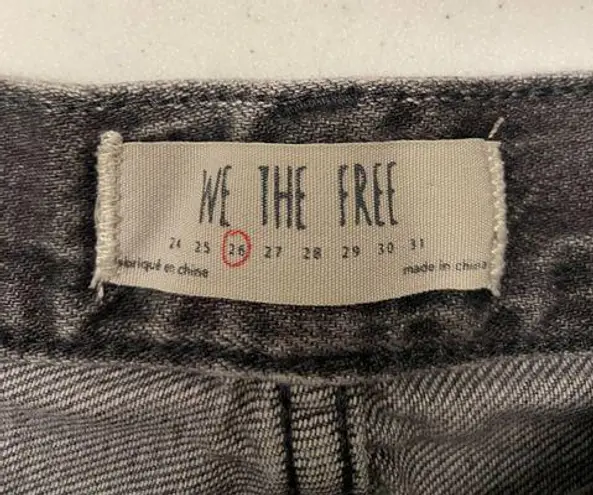 WE THE FREE
24 25 26 27 28 29 30 31
fabriqué en chine made in china